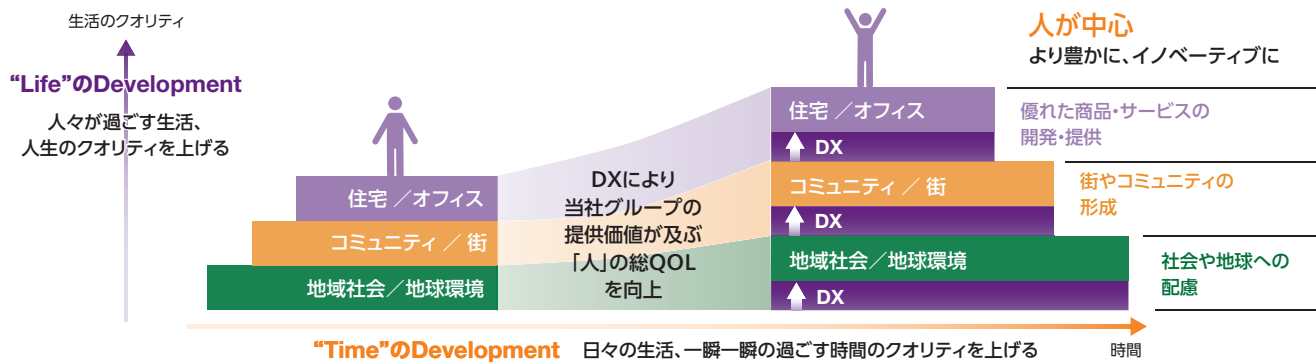 生活のクオリティ
“Life”のDevelopment
人々が過ごす生活、
人生のクオリティを上げる
住宅／オフィス
コミュニティ ／ 街
地域社会／地球環境
DXにより
当社グループの
提供価値が及ぶ
「人」の総QOL
を向上
住宅 ／オフィス
DX
コミュニティ ／ 街
DX
地域社会／地球環境
DX
人が中心
より豊かに、イノベーティブに
優れた商品・サービスの
開発・提供
街やコミュニティの
形成
社会や地球への
配慮
“Time”のDevelopment 日々の生活、一瞬一瞬の過ごす時間のクオリティを上げる
時間